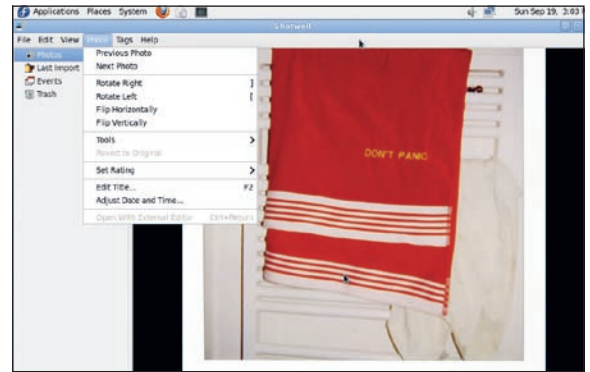 Applications Places System Sun Sep 19, 3:03
Shotwell
File Edit View Photo Tags Help
Photos
Last Import
Events
Trash
Previous Photo
Next Photo
Rotate Right ]
Rotate Left [
Flip Horizontally
Flip Vertically
Tools >
Revert to Original
Set Rating >
Edit Title... F2
Adjust Date and Time...
Open With External Editor Ctrl+Return
DON'T PANIC